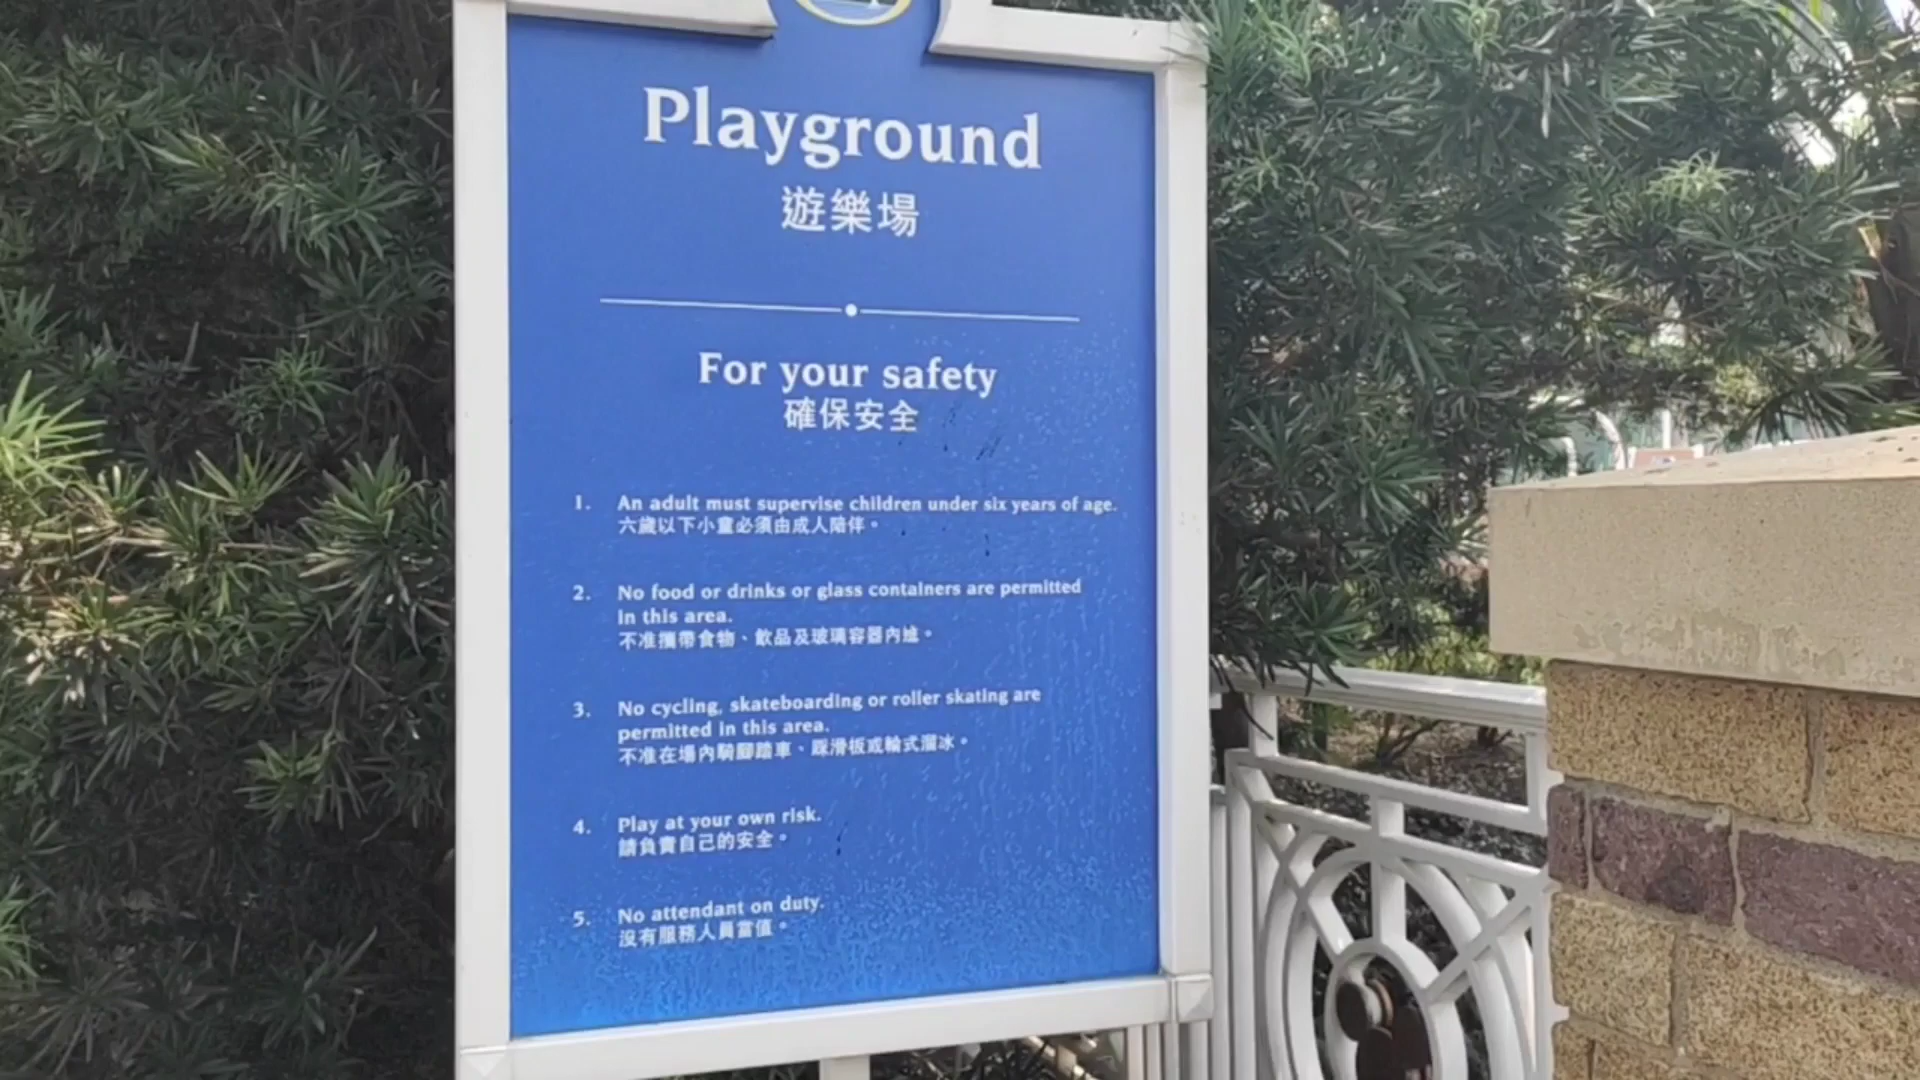 Playground
遊樂場
For your safety
確保安全
1. An adult must supervise children under six years of age.
六歲以下小童必須由成人陪伴。
2. No food or drinks or glass containers are permitted
in this area.
不准攜帶食物、飲品及玻璃容器內進。
3. No cycling, skateboarding or roller skating are
permitted in this area.
不准在場內騎腳踏車、踩滑板或輪式溜冰。
4. Play at your own risk.
請負責自己的安全。
5. No attendant on duty.
沒有服務人員當值。